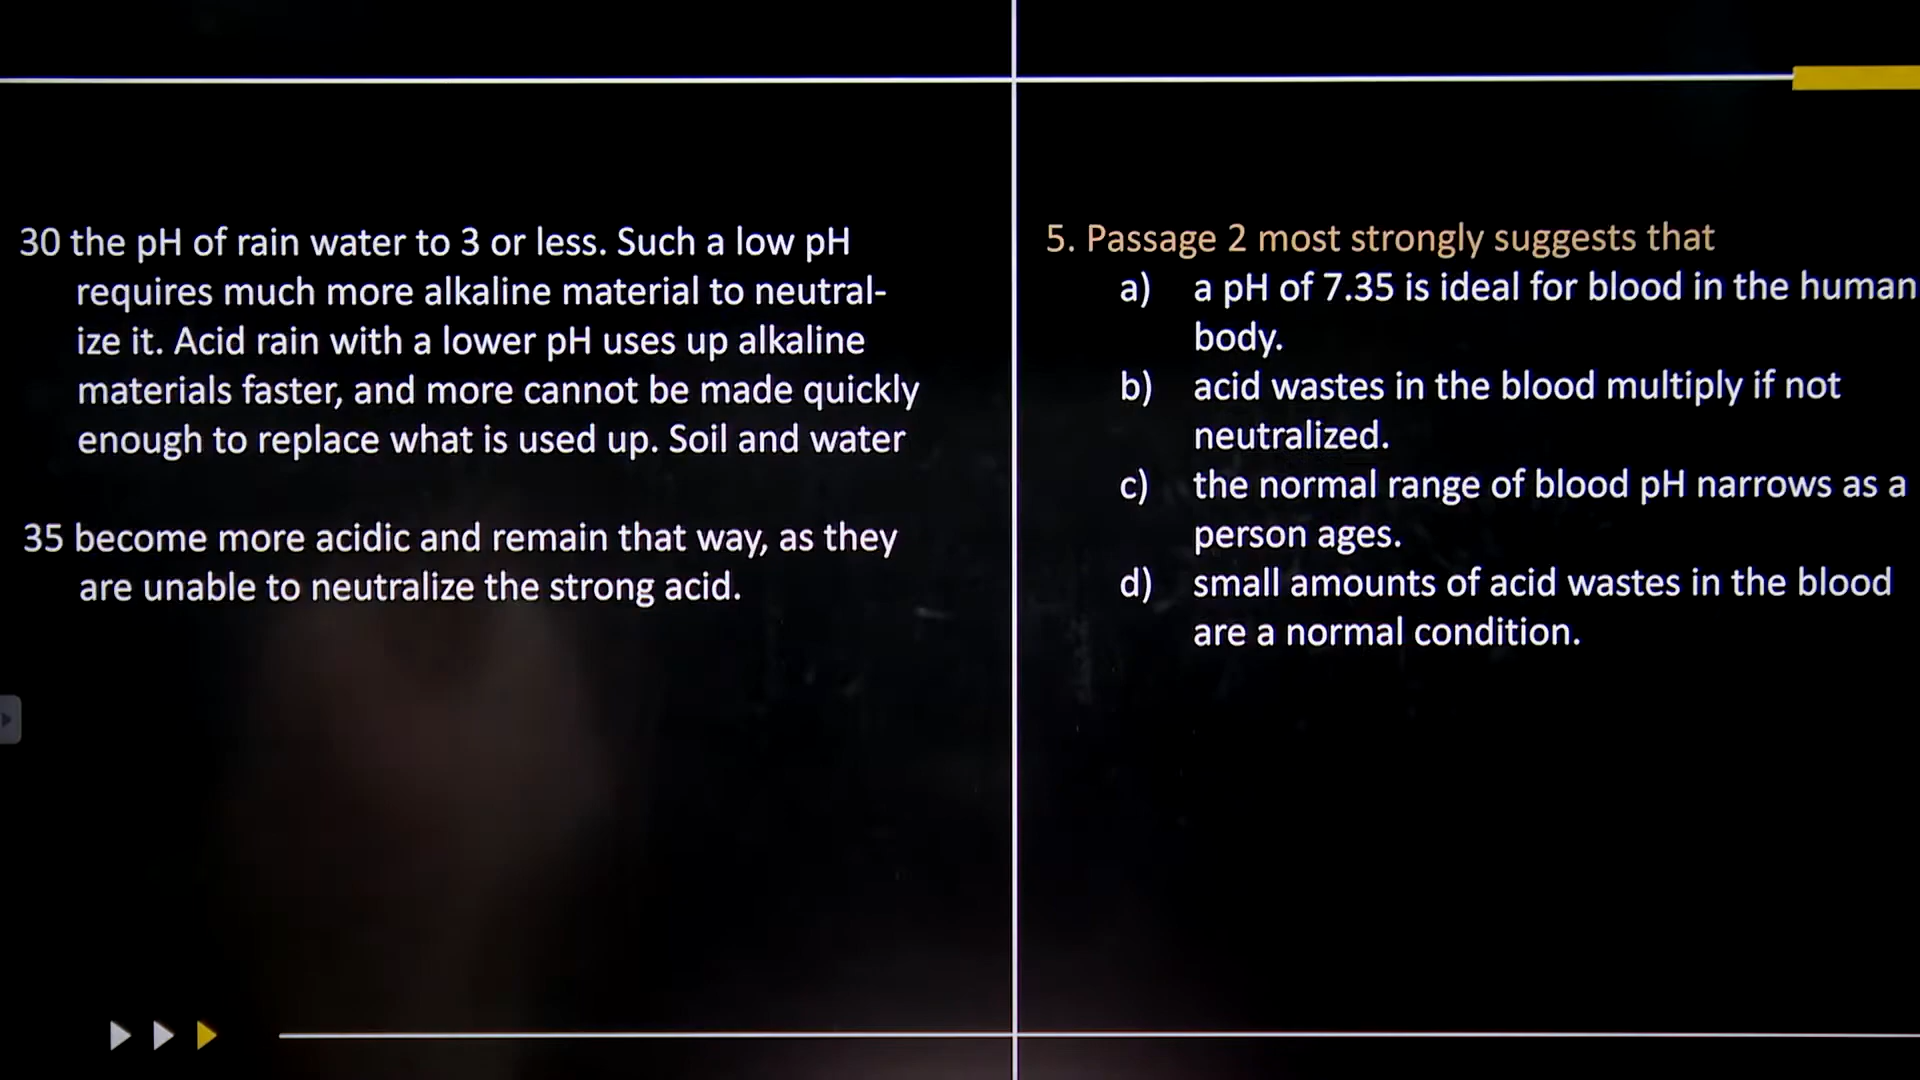 30 the pH of rain water to 3 or less. Such a low pH
requires much more alkaline material to neutral-
ize it. Acid rain with a lower pH uses up alkaline
materials faster, and more cannot be made quickly
enough to replace what is used up. Soil and water
35 become more acidic and remain that way, as they
are unable to neutralize the strong acid.
5. Passage 2 most strongly suggests that
a) a pH of 7.35 is ideal for blood in the human
body.
b) acid wastes in the blood multiply if not
neutralized.
c) the normal range of blood pH narrows as a
person ages.
d) small amounts of acid wastes in the blood
are a normal condition.